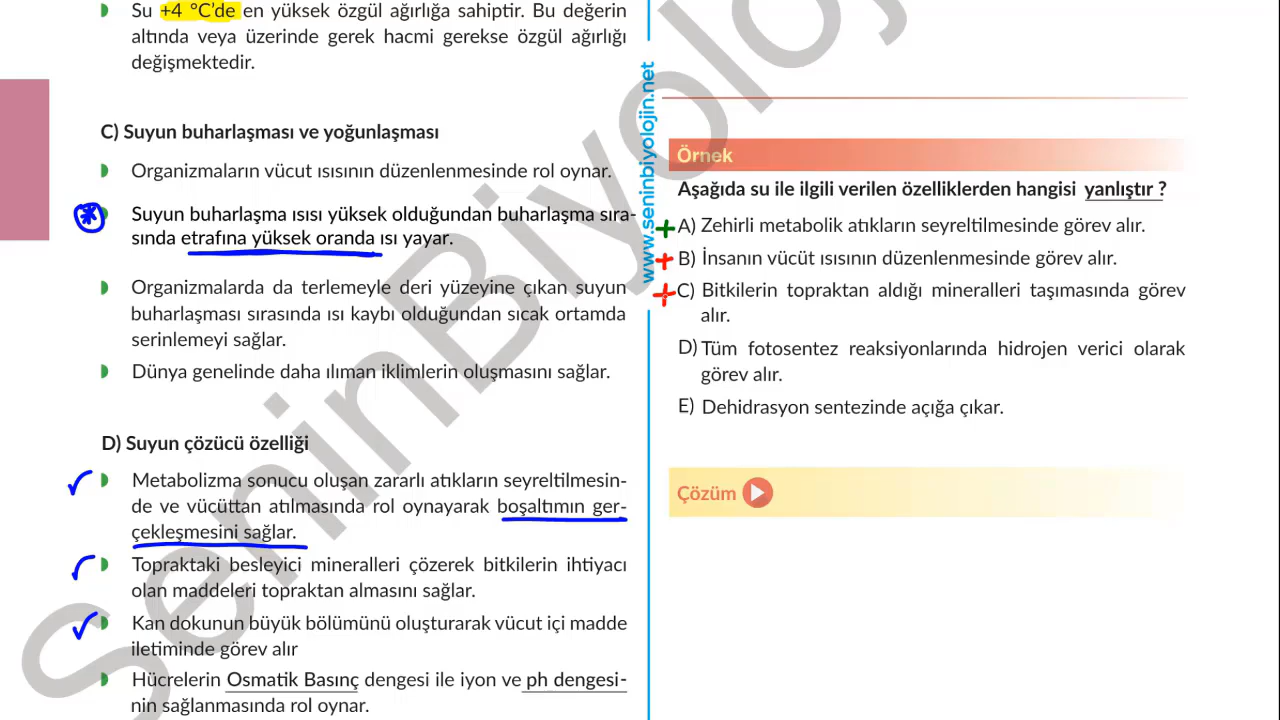 Su +4 °C'de en yüksek özgül ağırlığa sahiptir. Bu değerin
altında veya üzerinde gerek hacmi gerekse özgül ağırlığı
değişmektedir.
C) Suyun buharlaşması ve yoğunlaşması
Organizmaların vücut ısısının düzenlenmesinde rol oynar.
Suyun buharlaşma ısısı yüksek olduğundan buharlaşma sıra-
sında etrafına yüksek oranda ısı yayar.
Organizmalarda da terlemeyle deri yüzeyine çıkan suyun
buharlaşması sırasında ısı kaybı olduğundan sıcak ortamda
serinlemeyi sağlar.
Dünya genelinde daha ılıman iklimlerin oluşmasını sağlar.
D) Suyun çözücü özelliği
Metabolizma sonucu oluşan zararlı atıkların seyreltilmesin-
de ve vücüttan atılmasında rol oynayarak boşaltımın ger-
çekleşmesini sağlar.
Topraktaki besleyici mineralleri çözerek bitkilerin ihtiyacı
olan maddeleri topraktan almasını sağlar.
Kan dokunun büyük bölümünü oluşturarak vücut içi madde
iletiminde görev alır
Hücrelerin Osmatik Basınç dengesi ile iyon ve ph dengesi-
nin sağlanmasında rol oynar.
www.seninbiyolojin.net
SeninBiyoloj
Örnek
Aşağıda su ile ilgili verilen özelliklerden hangisi yanlıştır ?
A) Zehirli metabolik atıkların seyreltilmesinde görev alır.
B) İnsanın vücüt ısısının düzenlenmesinde görev alır.
C) Bitkilerin topraktan aldığı mineralleri taşımasında görev
alır.
D) Tüm fotosentez reaksiyonlarında hidrojen verici olarak
görev alır.
E) Dehidrasyon sentezinde açığa çıkar.
Çözüm